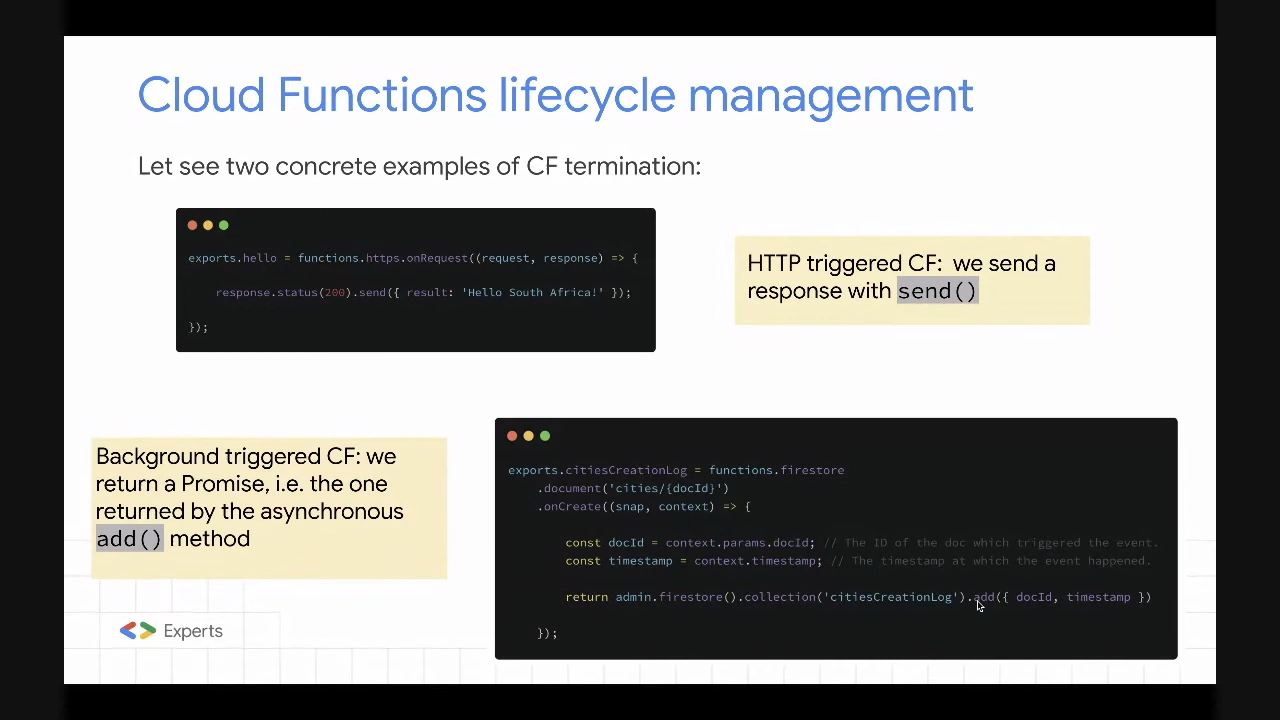 Cloud Functions lifecycle management
Let see two concrete examples of CF termination:
exports.hello = functions.https.onRequest((request, response) => {
response.status(200).send({ result: 'Hello South Africa!' });
});
HTTP triggered CF: we send a
response with send()
Background triggered CF: we
return a Promise, i.e. the one
returned by the asynchronous
add() method
exports.citiesCreationLog = functions.firestore
.document('cities/{docId}')
.onCreate((snap, context) => {
const docId = context.params.docId; // The ID of the doc which triggered the event.
const timestamp = context.timestamp; // The timestamp at which the event happened.
return admin.firestore().collection('citiesCreationLog').add({ docId, timestamp })
});
Experts